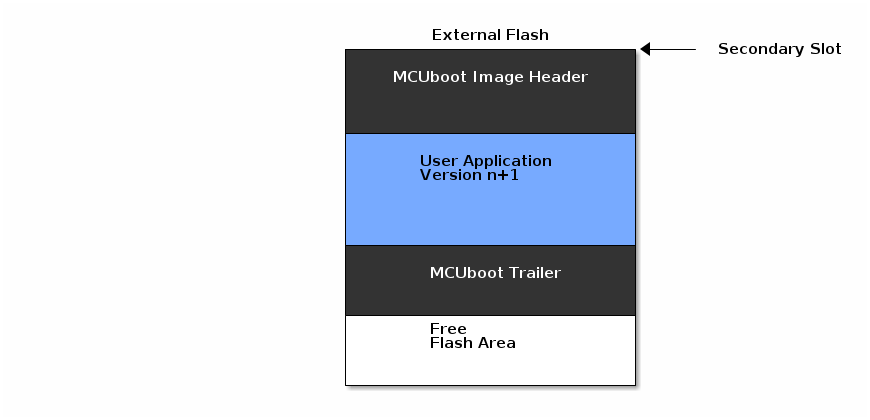 External Flash
Secondary Slot
MCUboot Image Header
User Application
Version n+1
MCUboot Trailer
Free
Flash Area